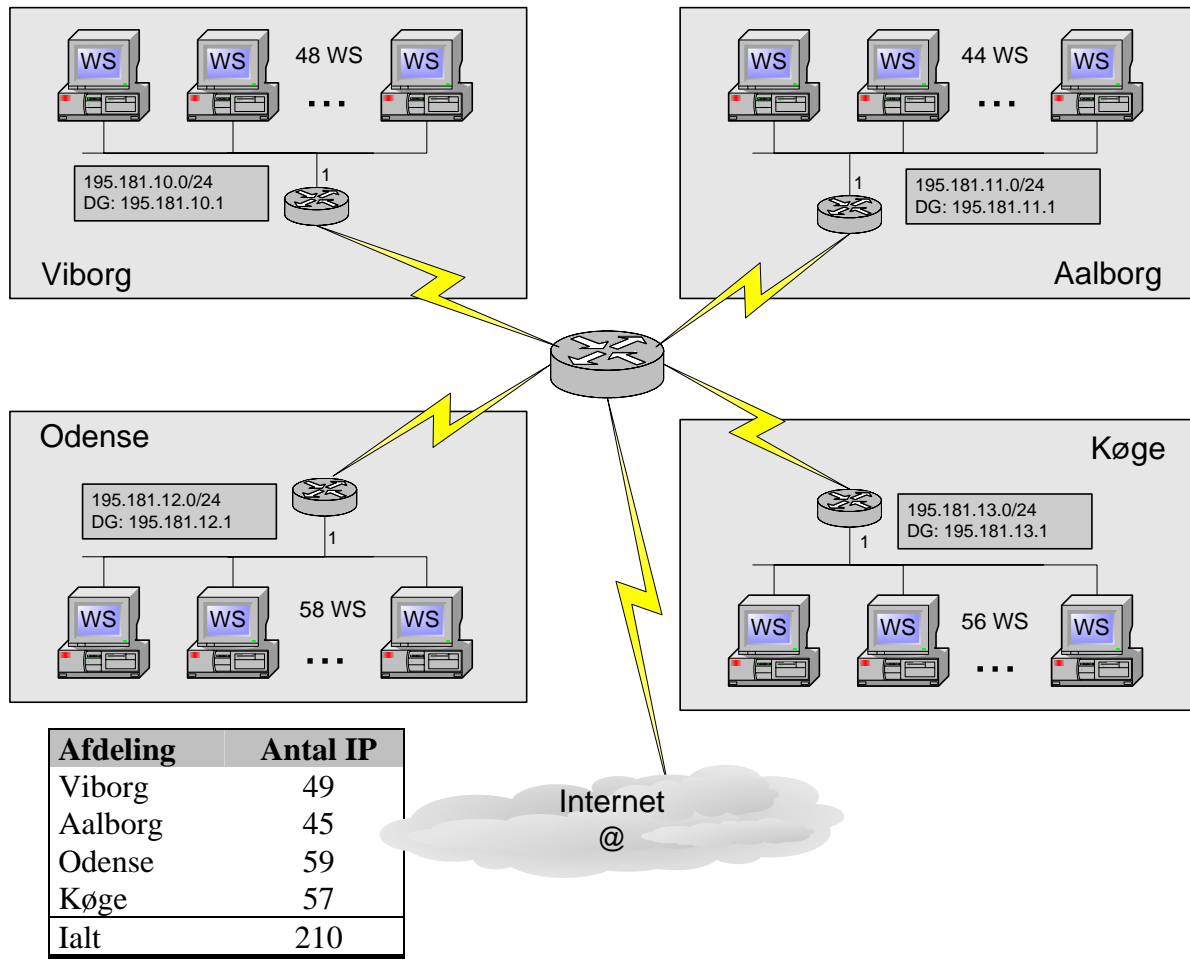 WS WS 48 WS WS
...
195.181.10.0/24
DG: 195.181.10.1
1
Viborg
WS WS 44 WS WS
...
1
195.181.11.0/24
DG: 195.181.11.1
Aalborg
Odense
195.181.12.0/24
DG: 195.181.12.1
1
WS WS 58 WS WS
...
Køge
195.181.13.0/24
DG: 195.181.13.1
1
WS WS 56 WS WS
...
Afdeling Antal IP
Viborg 49
Aalborg 45
Odense 59
Køge 57
Ialt 210
Internet
@